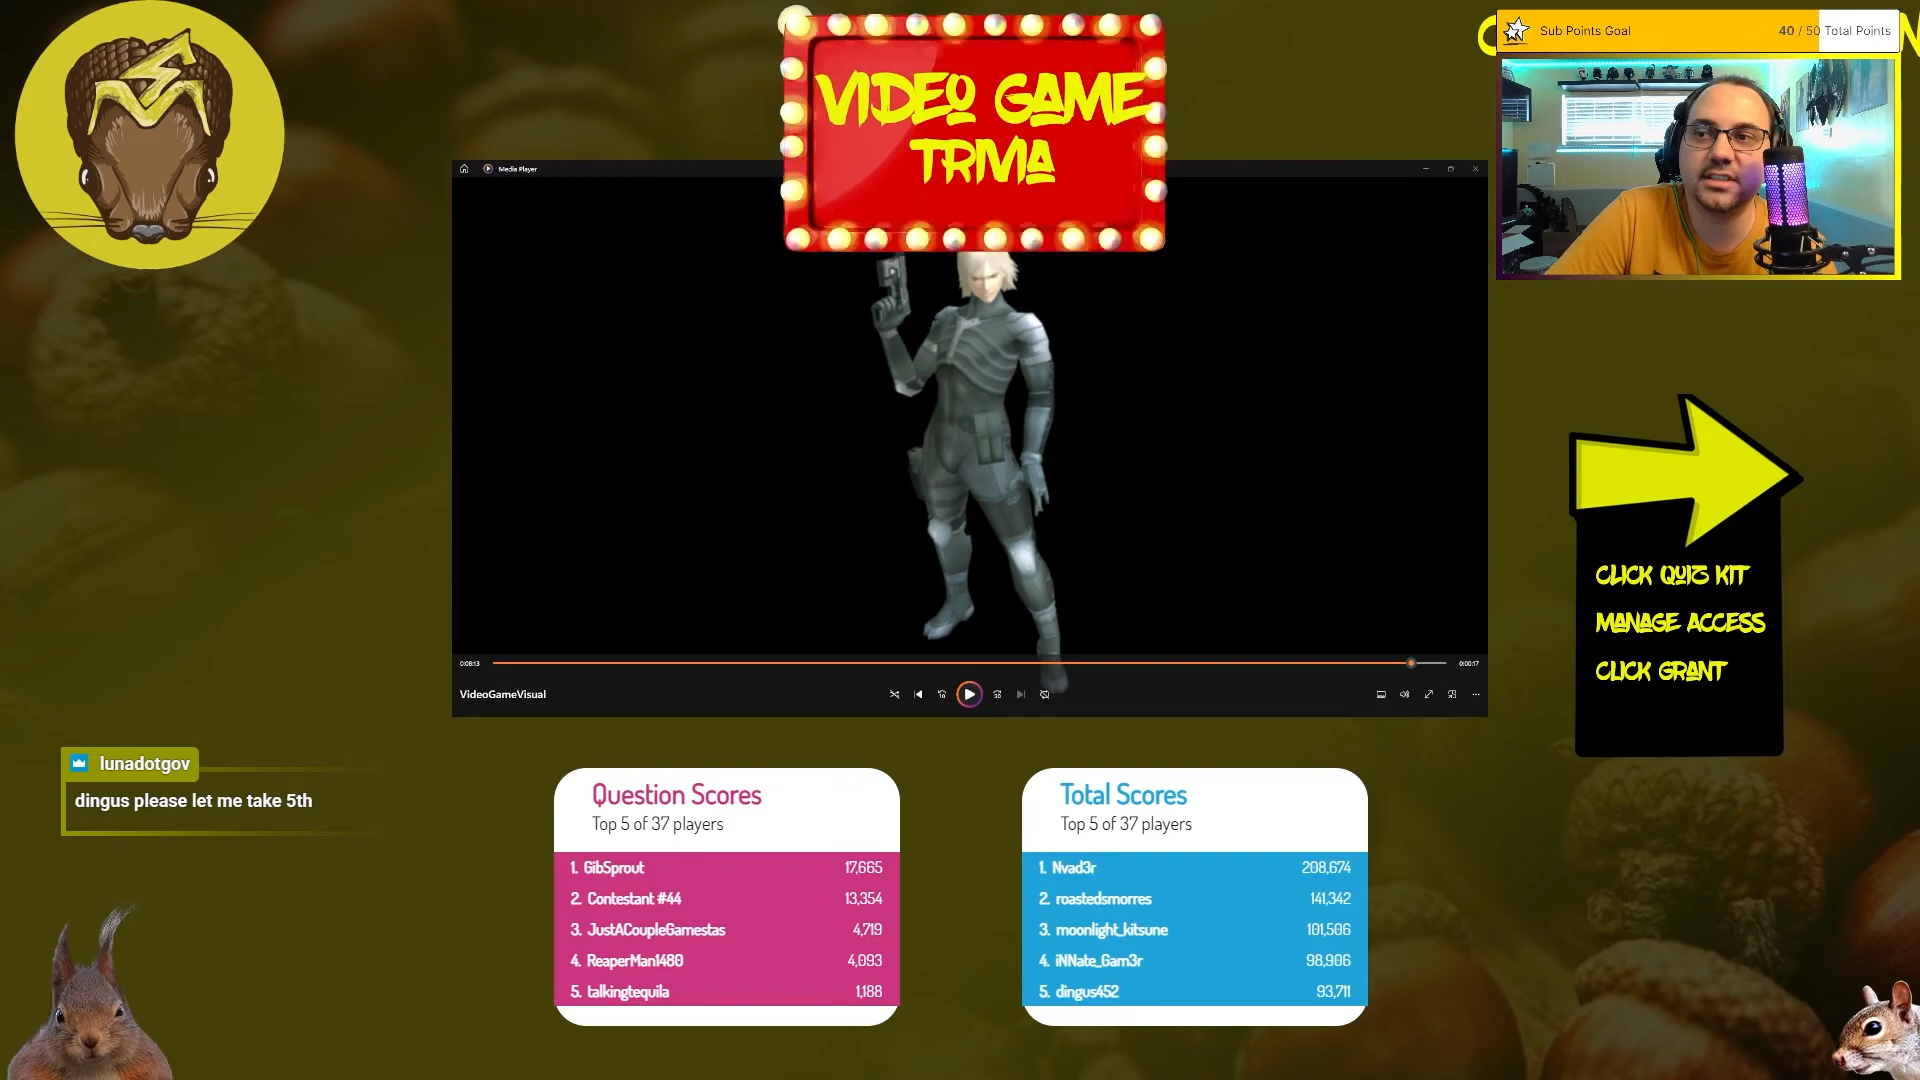 Sub Points Goal
40 / 50 Total Points
VIDEO GAME
TRIVIA
Media Player
0:08:13
0:00:17
VideoGameVisual
CLICK QUIZ KIT
MANAGE ACCESS
CLICK GRANT
lunadotgov
dingus please let me take 5th
Question Scores
Top 5 of 37 players
1. GibSprout 17,665
2. Contestant #44 13,354
3. JustACoupleGamestas 4,719
4. ReaperMan1480 4,093
5. talkingtequila 1,188
Total Scores
Top 5 of 37 players
1. Nvad3r 208,674
2. roastedsmorres 141,342
3. moonlight_kitsune 101,506
4. iNNate_Gam3r 98,906
5. dingus452 93,711